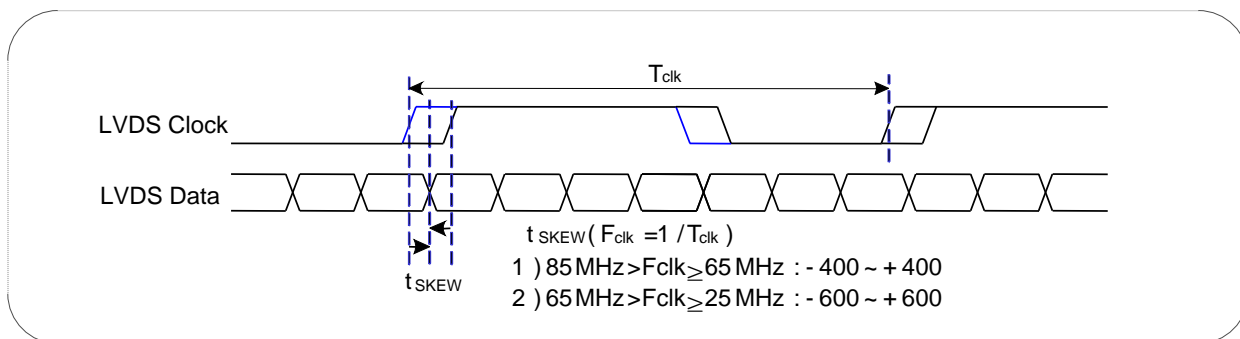 Tclk
LVDS Clock
LVDS Data
t SKEW ( Fclk = 1 / Tclk )
1 ) 85 MHz > Fclk ≥ 65 MHz : - 400 ~ + 400
t SKEW
2 ) 65 MHz > Fclk ≥ 25 MHz : - 600 ~ + 600